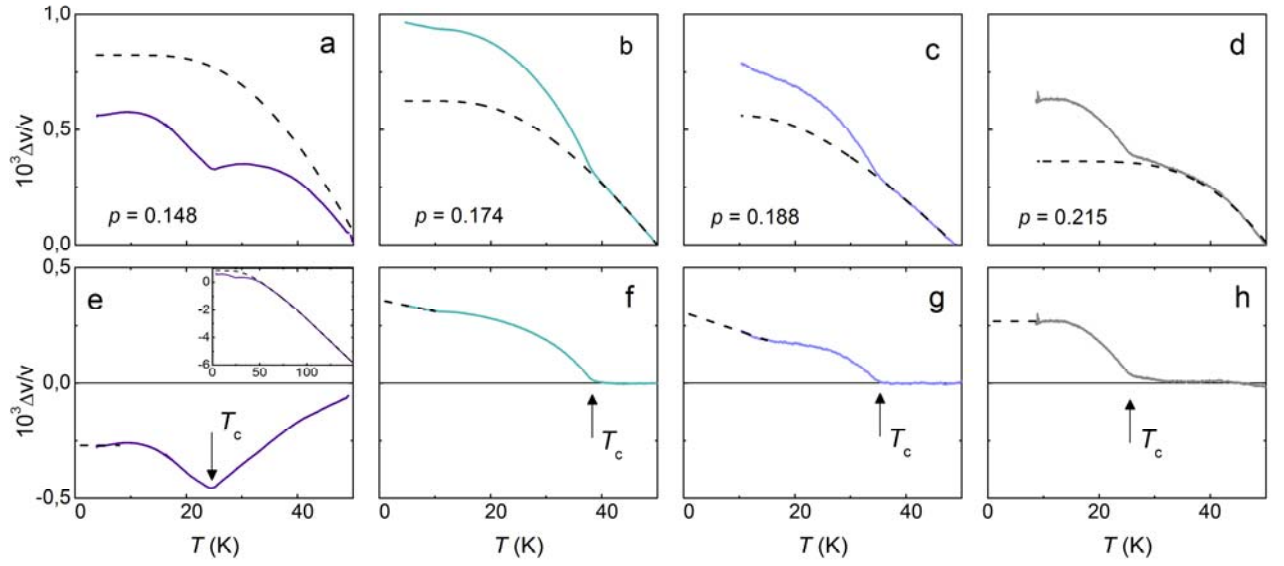 1,0
0,5
0,0
10³Δv/v
a
p = 0.148
b
p = 0.174
c
p = 0.188
d
p = 0.215
0,5
0,0
-0,5
10³Δv/v
e
0
-2
-4
-6
0 50 100
T_c
f
T_c
g
T_c
h
T_c
0 20 40
0 20 40
20 40
0 20 40
T (K)
T (K)
T (K)
T (K)